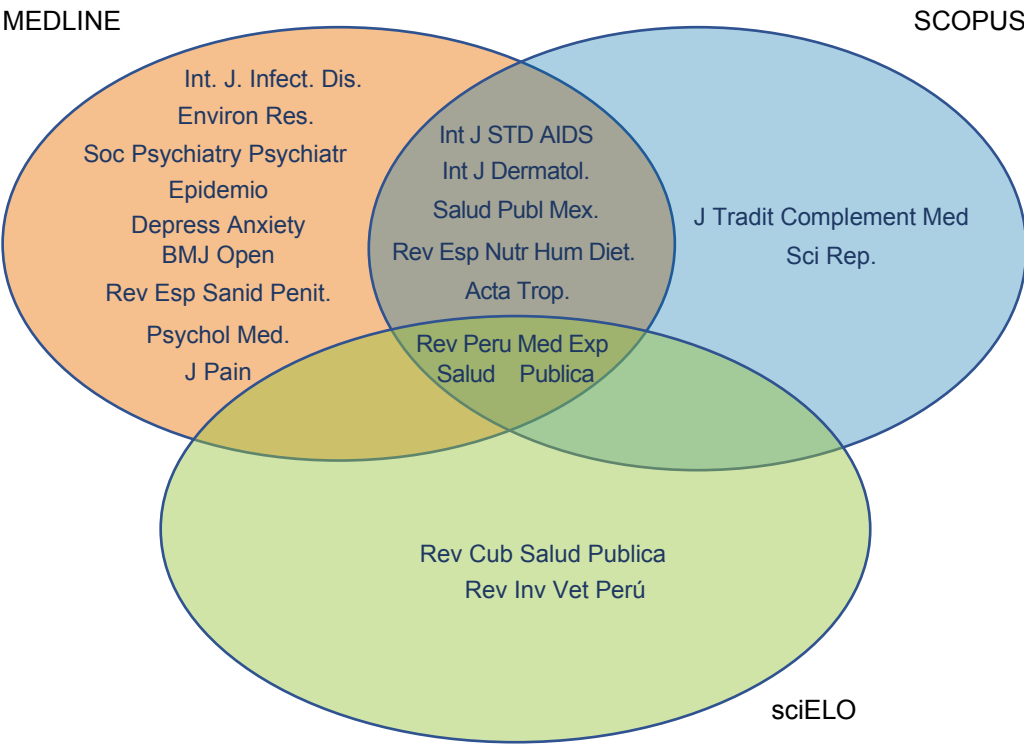 MEDLINE
SCOPUS
Int. J. Infect. Dis.
Environ Res.
Soc Psychiatry Psychiatr
Epidemio
Depress Anxiety
BMJ Open
Rev Esp Sanid Penit.
Psychol Med.
J Pain
Int J STD AIDS
Int J Dermatol.
Salud Publ Mex.
Rev Esp Nutr Hum Diet.
Acta Trop.
Rev Peru Med Exp
Salud Publica
J Tradit Complement Med
Sci Rep.
Rev Cub Salud Publica
Rev Inv Vet Perú
sciELO